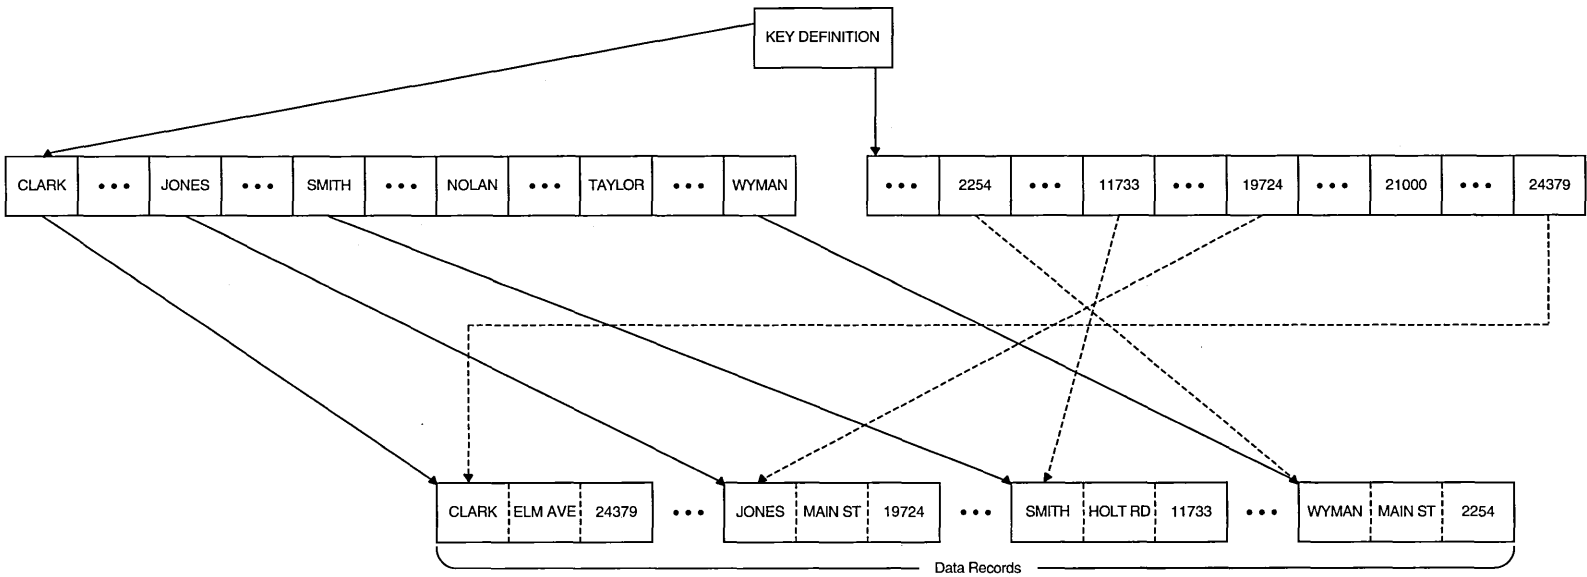 KEY DEFINITION
CLARK ••• JONES ••• SMITH ••• NOLAN ••• TAYLOR ••• WYMAN
••• 2254 ••• 11733 ••• 19724 ••• 21000 ••• 24379
CLARK ELM AVE 24379 ••• JONES MAIN ST 19724 ••• SMITH HOLT RD 11733 ••• WYMAN MAIN ST 2254
Data Records